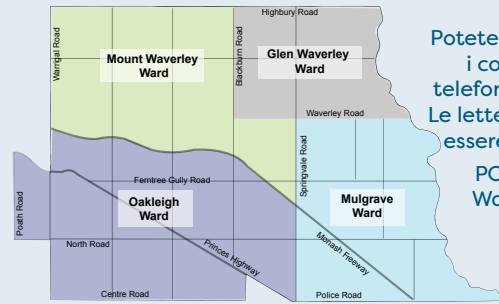 Highbury Road
Warrigal Road
Mount Waverley
Ward
Blackburn Road
Glen Waverley
Ward
Waverley Road
Springvale Road
Ferntree Gully Road
Oakleigh
Ward
Mulgrave
Ward
Poath Road
North Road
Princes Highway
Monash Freeway
Centre Road
Police Road
Potete
i co
telefor
Le lette
essere